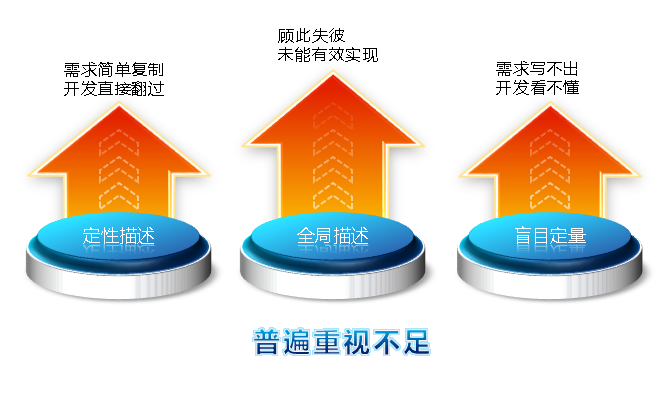 顾此失彼
未能有效实现
需求简单复制
开发直接翻过
需求写不出
开发看不懂
定性描述
全局描述
盲目定量
普遍重视不足